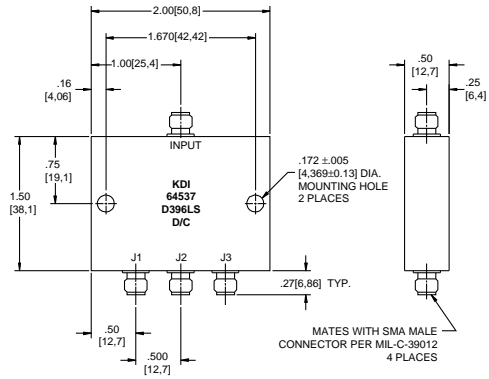 2.00[50,8]
1.670[42,42]
1.00[25,4]
.16
[4,06]
.50
[12,7]
.25
[6,4]
INPUT
.75
[19,1]
1.50
[38,1]
KDI
64537
D396LS
D/C
.172 ±.005
[4,369±0.13] DIA.
MOUNTING HOLE
2 PLACES
J1 J2 J3
.27[6,86] TYP.
.50
[12,7]
.500
[12,7]
MATES WITH SMA MALE
CONNECTOR PER MIL-C-39012
4 PLACES